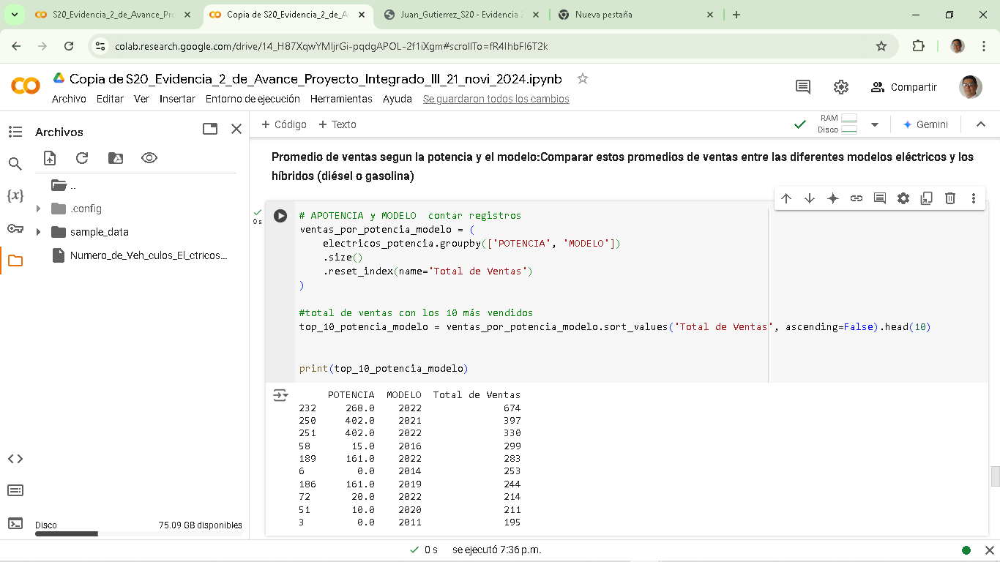 S20_Evidencia_2_de_Avance_Pro
Copia de S20_Evidencia_2_de_Av
Juan_Gutierrez_S20 - Evidencia 2
Nueva pestaña
colab.research.google.com/drive/14_H87XqwYMljrGi-pqdgAPOL-2f1iXgm#scrollTo=fR4IhbFl6T2k
Copia de S20_Evidencia_2_de_Avance_Proyecto_Integrado_III_21_novi_2024.ipynb
Archivo Editar Ver Insertar Entorno de ejecución Herramientas Ayuda Se guardaron todos los cambios
Compartir
Archivos
+ Código + Texto
RAM
Disco
Gemini
..
.config
sample_data
Numero_de_Veh_culos_El_ctricos...
Disco 75.09 GB disponibles
Promedio de ventas segun la potencia y el modelo:Comparar estos promedios de ventas entre las diferentes modelos eléctricos y los
híbridos (diésel o gasolina)
0 s
# APOTENCIA y MODELO  contar registros
ventas_por_potencia_modelo = (
    electricos_potencia.groupby(['POTENCIA', 'MODELO'])
    .size()
    .reset_index(name='Total de Ventas')
)
#total de ventas con los 10 más vendidos
top_10_potencia_modelo = ventas_por_potencia_modelo.sort_values('Total de Ventas', ascending=False).head(10)
print(top_10_potencia_modelo)
POTENCIA MODELO Total de Ventas
232 268.0 2022 674
250 402.0 2021 397
251 402.0 2022 330
58 15.0 2016 299
189 161.0 2022 283
6 0.0 2014 253
186 161.0 2019 244
72 20.0 2022 214
51 10.0 2020 211
3 0.0 2011 195
0 s se ejecutó 7:36 p.m.